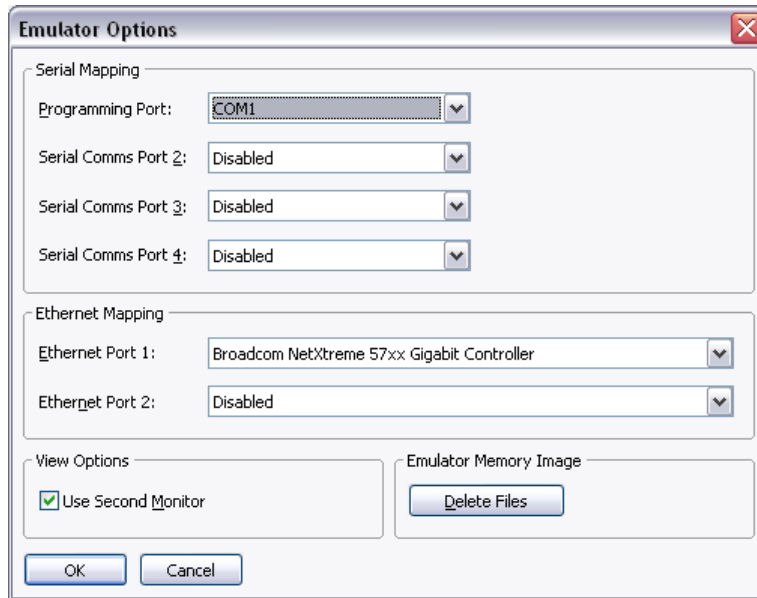 Emulator Options
Serial Mapping
Programming Port: COM1
Serial Comms Port 2: Disabled
Serial Comms Port 3: Disabled
Serial Comms Port 4: Disabled
Ethernet Mapping
Ethernet Port 1: Broadcom NetXtreme 57xx Gigabit Controller
Ethernet Port 2: Disabled
View Options
Use Second Monitor
Emulator Memory Image
Delete Files
OK Cancel